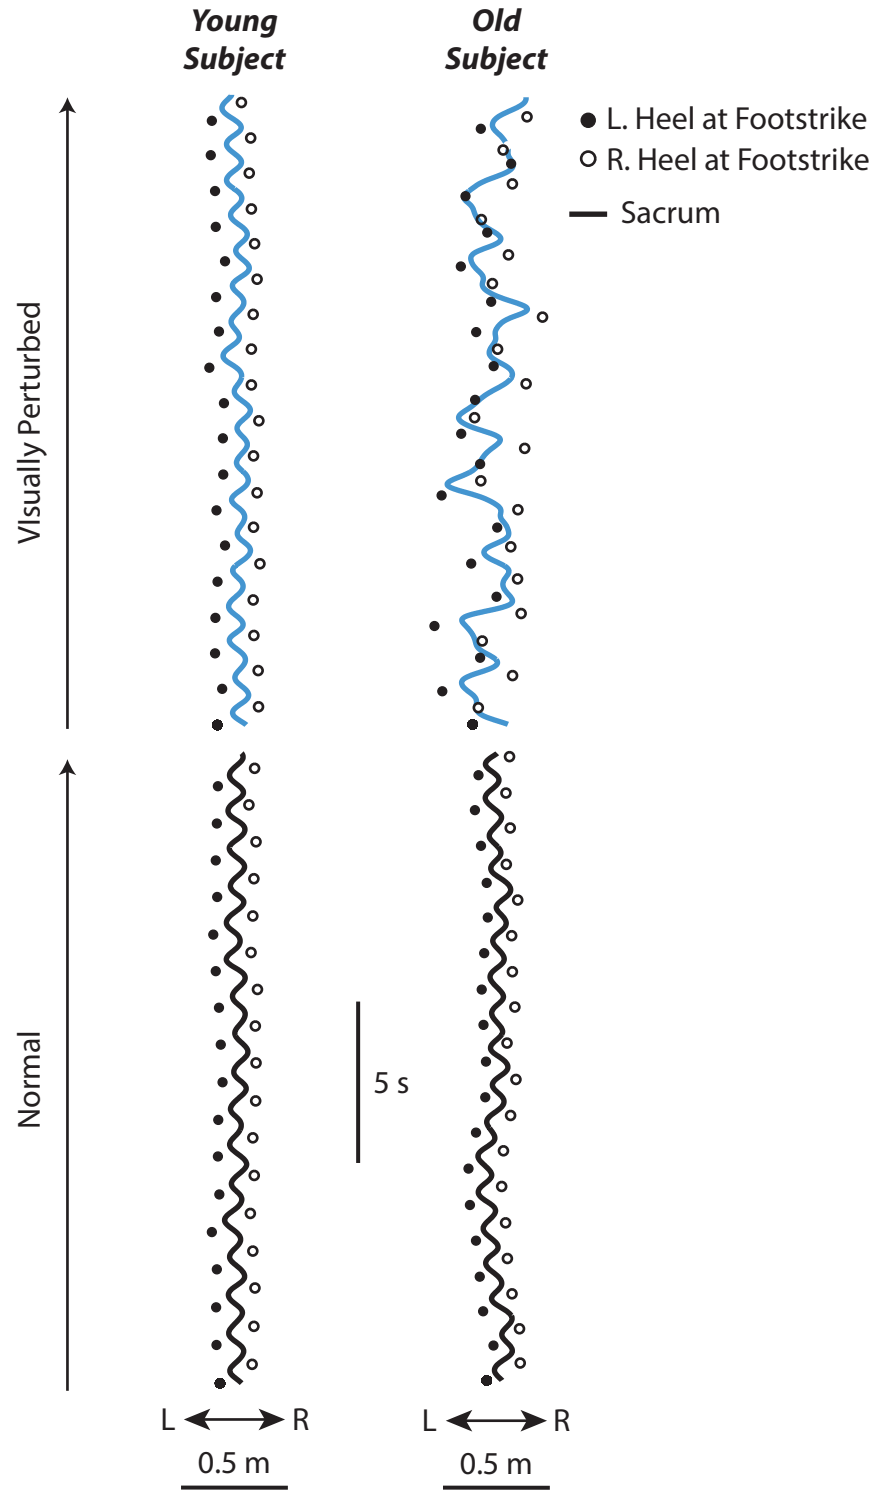 Young
Subject
Old
Subject
L. Heel at Footstrike
R. Heel at Footstrike
Sacrum
VIsually Perturbed
Normal
5 s
L
R
L
R
0.5 m
0.5 m